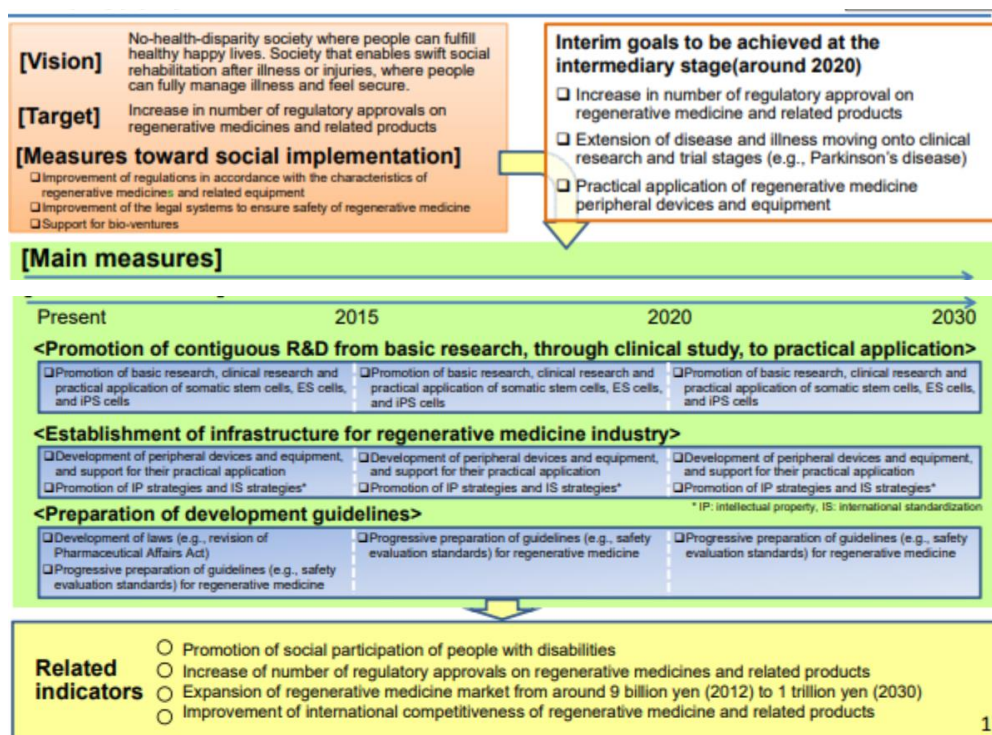 [Vision]
No-health-disparity society where people can fulfill
healthy happy lives. Society that enables swift social
rehabilitation after illness or injuries, where people
can fully manage illness and feel secure.
[Target]
Increase in number of regulatory approvals on
regenerative medicines and related products
[Measures toward social implementation]
❑Improvement of regulations in accordance with the characteristics of
regenerative medicines and related equipment
❑Improvement of the legal systems to ensure safety of regenerative medicine
❑Support for bio-ventures
Interim goals to be achieved at the
intermediary stage(around 2020)
❑ Increase in number of regulatory approval on
regenerative medicine and related products
❑ Extension of disease and illness moving onto clinical
research and trial stages (e.g., Parkinson's disease)
❑ Practical application of regenerative medicine
peripheral devices and equipment
[Main measures]
Present 2015 2020 2030
<Promotion of contiguous R&D from basic research, through clinical study, to practical application>
❑Promotion of basic research, clinical research and
practical application of somatic stem cells, ES cells,
and iPS cells
❑Promotion of basic research, clinical research and
practical application of somatic stem cells, ES cells,
and iPS cells
❑Promotion of basic research, clinical research and
practical application of somatic stem cells, ES cells,
and iPS cells
<Establishment of infrastructure for regenerative medicine industry>
❑Development of peripheral devices and equipment,
and support for their practical application
❑Promotion of IP strategies and IS strategies*
❑Development of peripheral devices and equipment,
and support for their practical application
❑Promotion of IP strategies and IS strategies*
❑Development of peripheral devices and equipment,
and support for their practical application
❑Promotion of IP strategies and IS strategies*
* IP: intellectual property, IS: international standardization
<Preparation of development guidelines>
❑Development of laws (e.g., revision of
Pharmaceutical Affairs Act)
❑Progressive preparation of guidelines (e.g., safety
evaluation standards) for regenerative medicine
❑Progressive preparation of guidelines (e.g., safety
evaluation standards) for regenerative medicine
❑Progressive preparation of guidelines (e.g., safety
evaluation standards) for regenerative medicine
Related
indicators
○ Promotion of social participation of people with disabilities
○ Increase of number of regulatory approvals on regenerative medicines and related products
○ Expansion of regenerative medicine market from around 9 billion yen (2012) to 1 trillion yen (2030)
○ Improvement of international competitiveness of regenerative medicine and related products
1